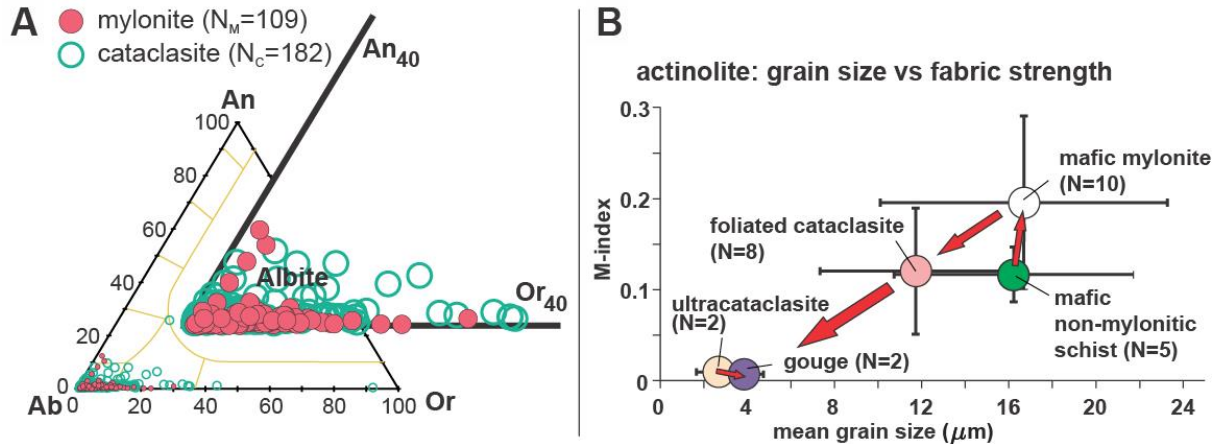 A
mylonite (N_M=109)
cataclasite (N_C=182)
An₄₀
An
100
80
60
40
20
0
Albite
Or₄₀
Ab
0
20
40
60
80
100
Or
B
actinolite: grain size vs fabric strength
0.3
0.2
0.1
0
M-index
mafic mylonite
(N=10)
foliated cataclasite
(N=8)
ultracataclasite
(N=2)
gouge (N=2)
mafic
non-mylonitic
schist (N=5)
0 4 8 12 16 20 24
mean grain size (μm)